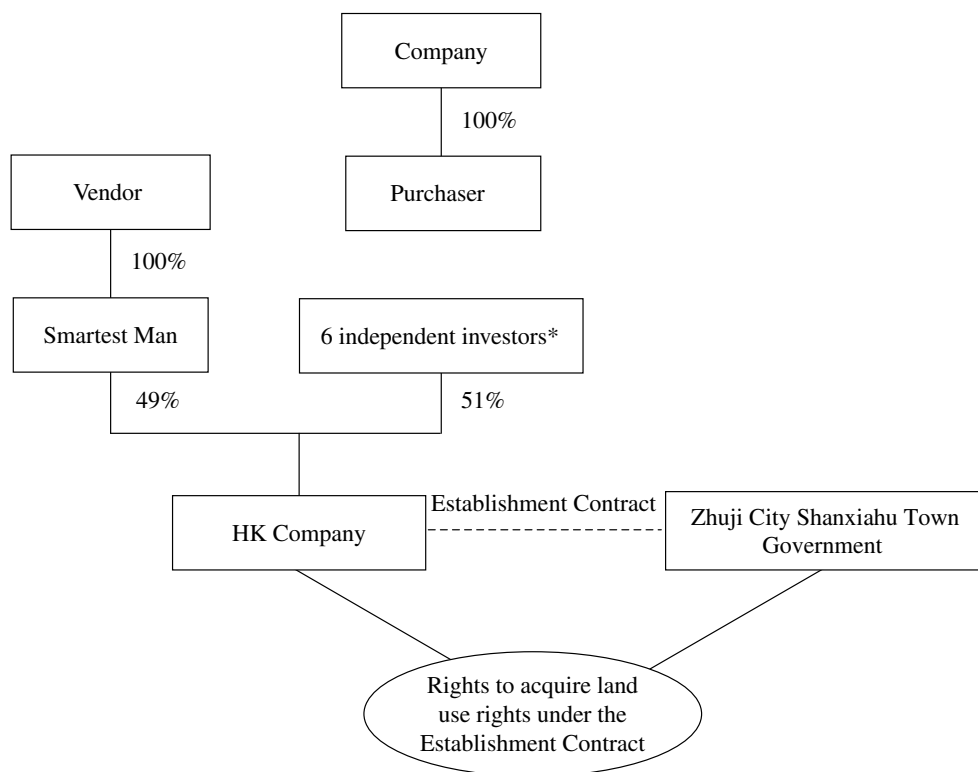 Company
100%
Vendor
Purchaser
100%
Smartest Man
6 independent investors*
49%
51%
Establishment Contract
HK Company
Zhuji City Shanxiahu Town
Government
Rights to acquire land
use rights under the
Establishment Contract